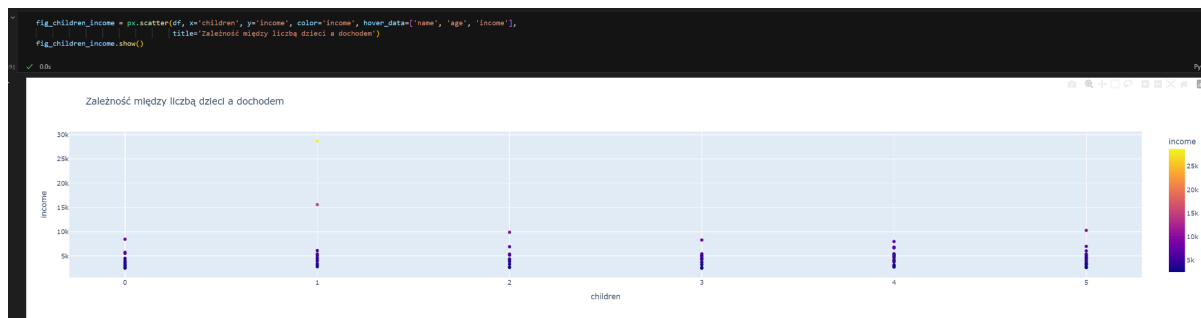 fig_children_income = px.scatter(df, x='children', y='income', color='income', hover_data=['name', 'age', 'income'],
title='Zależność między liczbą dzieci a dochodem')
fig_children_income.show()
✓ 0.0s
Zależność między liczbą dzieci a dochodem
30k
25k
20k
15k
10k
5k
income
0 1 2 3 4 5
children
income
25k
20k
15k
10k
5k